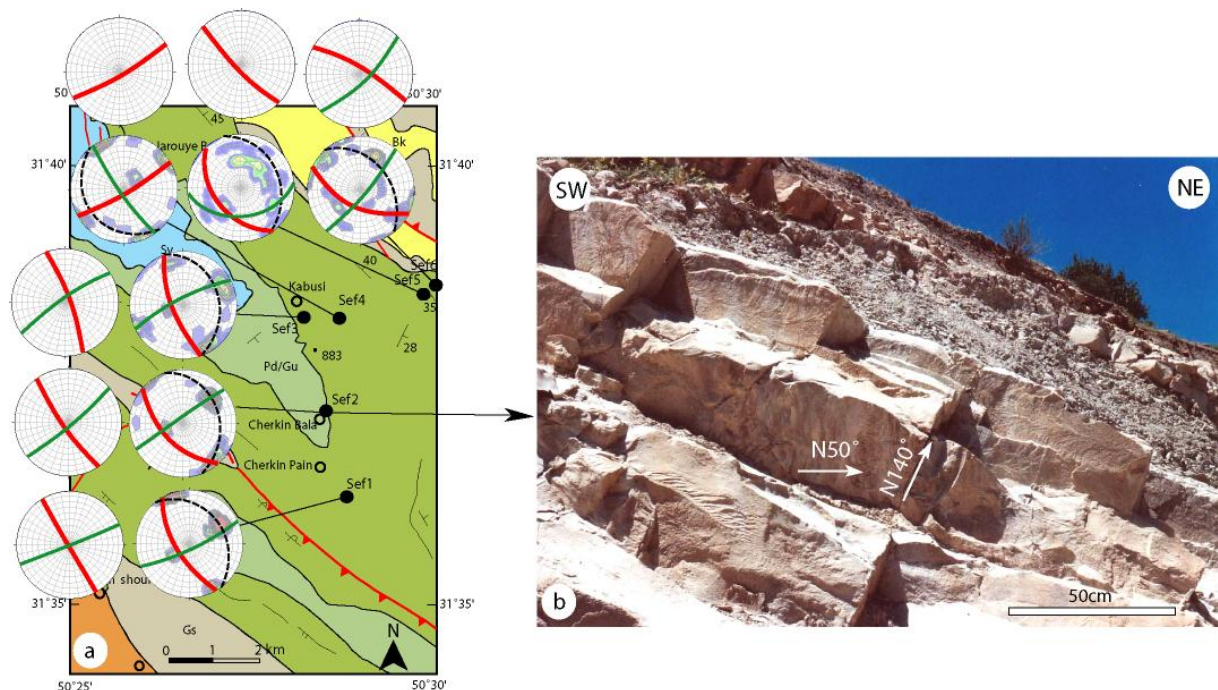 50
50°30'
45
Jarouye B
Bk
31°40'
31°40'
Sv
40
Sef6
Sef5
35
Kabusi
Sef4
Sef3
28
883
Pd/Gu
Sef2
Cherkin Bala
Cherkin Pain
Sef1
shour
31°35'
31°35'
Gs
N
a
0 1 2 km
50°25'
50°30'
SW
NE
N50°
N140°
b
50cm